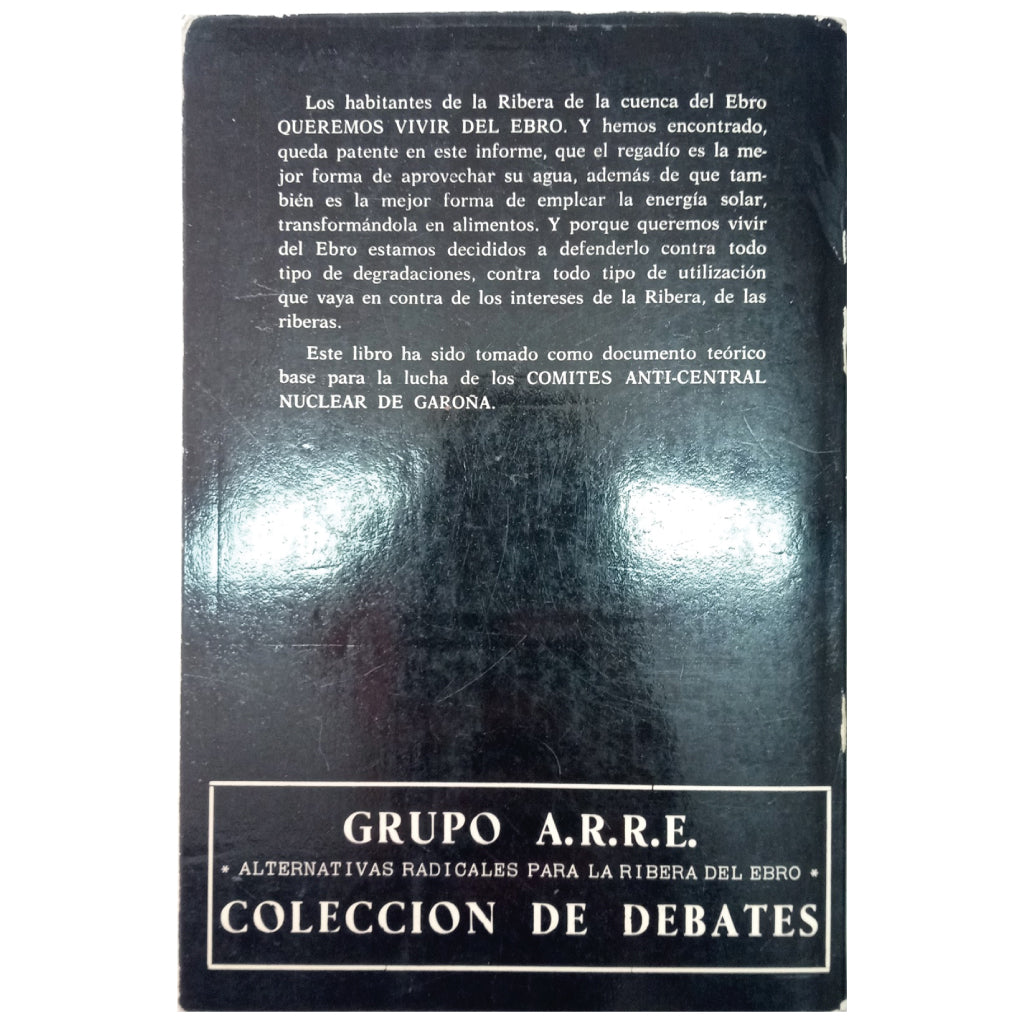 Los habitantes de la Ribera de la cuenca del Ebro
QUEREMOS VIVIR DEL EBRO. Y hemos encontrado,
queda patente en este informe, que el regadío es la me-
jor forma de aprovechar su agua, además de que tam-
bién es la mejor forma de emplear la energía solar,
transformándola en alimentos. Y porque queremos vivir
del Ebro estamos decididos a defenderlo contra todo
tipo de degradaciones, contra todo tipo de utilización
que vaya en contra de los intereses de la Ribera, de las
riberas.
Este libro ha sido tomado como documento teórico
base para la lucha de los COMITES ANTI-CENTRAL
NUCLEAR DE GAROÑA.
GRUPO A.R.R.E.
* ALTERNATIVAS RADICALES PARA LA RIBERA DEL EBRO *
COLECCION DE DEBATES